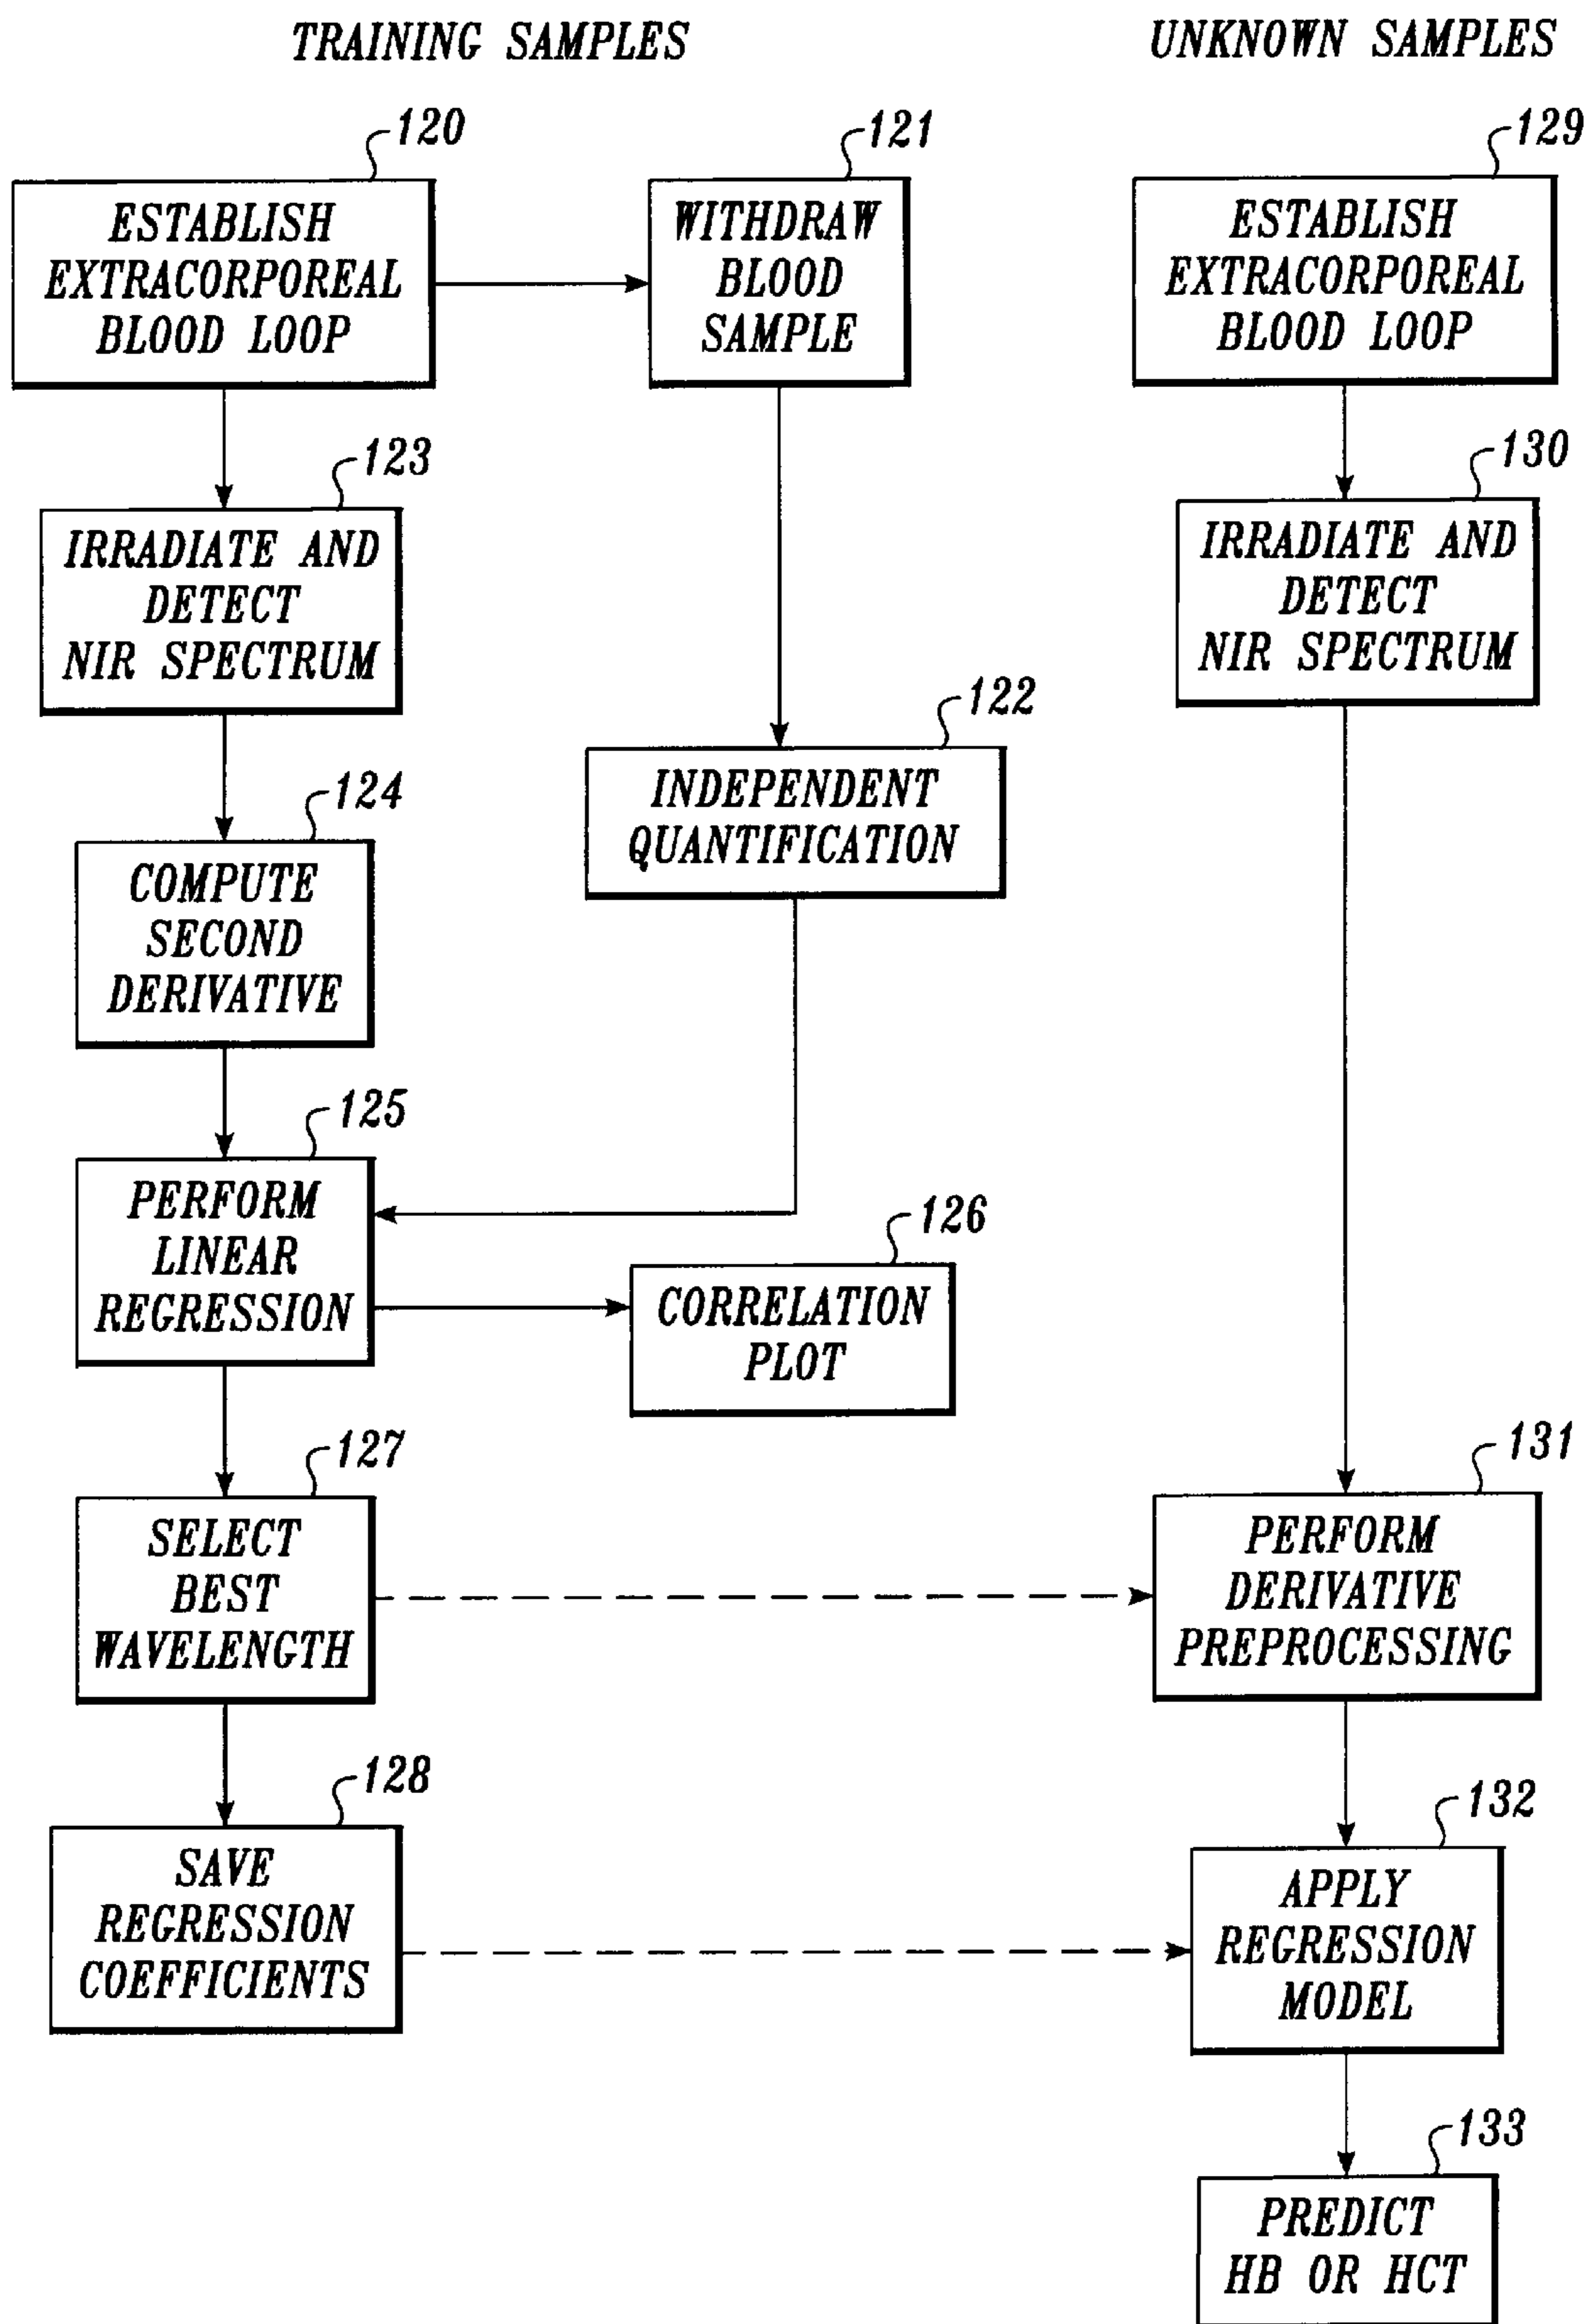 TRAINING SAMPLES
UNKNOWN SAMPLES
120
ESTABLISH
EXTRACORPOREAL
BLOOD LOOP
121
WITHDRAW
BLOOD
SAMPLE
129
ESTABLISH
EXTRACORPOREAL
BLOOD LOOP
123
IRRADIATE AND
DETECT
NIR SPECTRUM
130
IRRADIATE AND
DETECT
NIR SPECTRUM
122
INDEPENDENT
QUANTIFICATION
124
COMPUTE
SECOND
DERIVATIVE
125
PERFORM
LINEAR
REGRESSION
126
CORRELATION
PLOT
127
SELECT
BEST
WAVELENGTH
131
PERFORM
DERIVATIVE
PREPROCESSING
128
SAVE
REGRESSION
COEFFICIENTS
132
APPLY
REGRESSION
MODEL
133
PREDICT
HB OR HCT